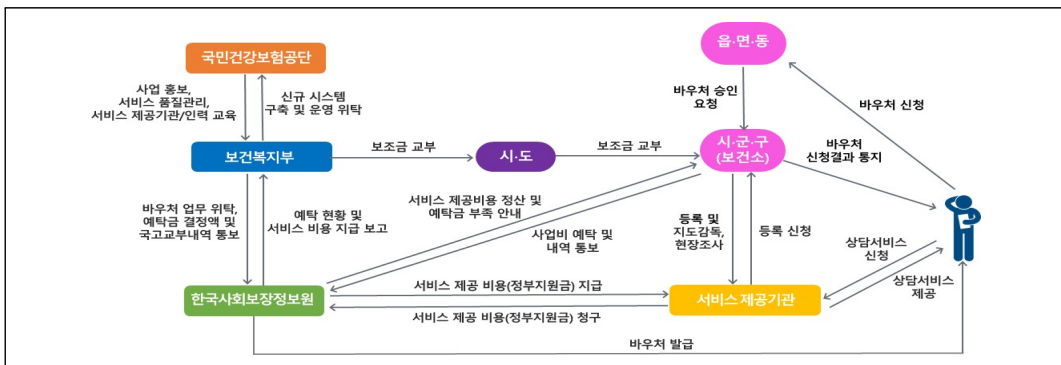 국민건강보험공단
읍·면·동
사업 홍보,
서비스 품질관리,
서비스 제공기관/인력 교육
신규 시스템
구축 및 운영 위탁
바우처 승인
요청
바우처 신청
보건복지부
보조금 교부
시·도
보조금 교부
시·군·구
(보건소)
바우처
신청결과 통지
바우처 업무 위탁,
예탁금 결정액 및
국고교부내역 통보
예탁 현황 및
서비스 비용 지급 보고
서비스 제공비용 정산 및
예탁금 부족 안내
사업비 예탁 및
내역 통보
등록 및
지도감독,
현장조사
등록 신청
상담서비스
신청
상담서비스
제공
한국사회보장정보원
서비스 제공 비용(정부지원금) 지급
서비스 제공 비용(정부지원금) 청구
서비스 제공기관
바우처 발급